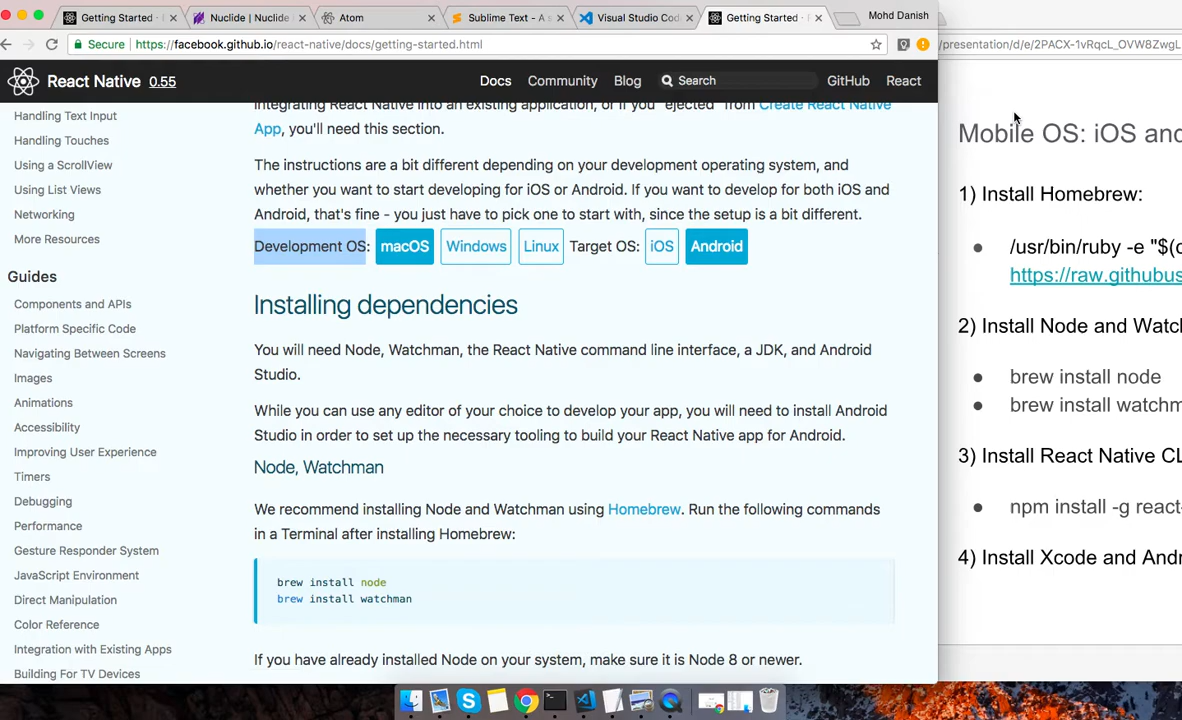 Getting Started · F
Nuclide | Nuclide
Atom
Sublime Text - A s
Visual Studio Cod
Getting Started · F
Mohd Danish
Secure
https://facebook.github.io/react-native/docs/getting-started.html
/presentation/d/e/2PACX-1vRqcL_OVW8ZwgL
React Native 0.55
Docs
Community
Blog
Search
GitHub
React
Handling Text Input
Handling Touches
Using a ScrollView
Using List Views
Networking
More Resources
Guides
Components and APIs
Platform Specific Code
Navigating Between Screens
Images
Animations
Accessibility
Improving User Experience
Timers
Debugging
Performance
Gesture Responder System
JavaScript Environment
Direct Manipulation
Color Reference
Integration with Existing Apps
Building For TV Devices
integrating React Native into an existing application, or if you "ejected" from Create React Native
App, you'll need this section.
The instructions are a bit different depending on your development operating system, and
whether you want to start developing for iOS or Android. If you want to develop for both iOS and
Android, that's fine - you just have to pick one to start with, since the setup is a bit different.
Development OS: macOS Windows Linux Target OS: iOS Android
Installing dependencies
You will need Node, Watchman, the React Native command line interface, a JDK, and Android
Studio.
While you can use any editor of your choice to develop your app, you will need to install Android
Studio in order to set up the necessary tooling to build your React Native app for Android.
Node, Watchman
We recommend installing Node and Watchman using Homebrew. Run the following commands
in a Terminal after installing Homebrew:
brew install node
brew install watchman
If you have already installed Node on your system, make sure it is Node 8 or newer.
Mobile OS: iOS and
1) Install Homebrew:
● /usr/bin/ruby -e "$(c
https://raw.githubus
2) Install Node and Watch
● brew install node
● brew install watchm
3) Install React Native CL
● npm install -g react-
4) Install Xcode and Andr